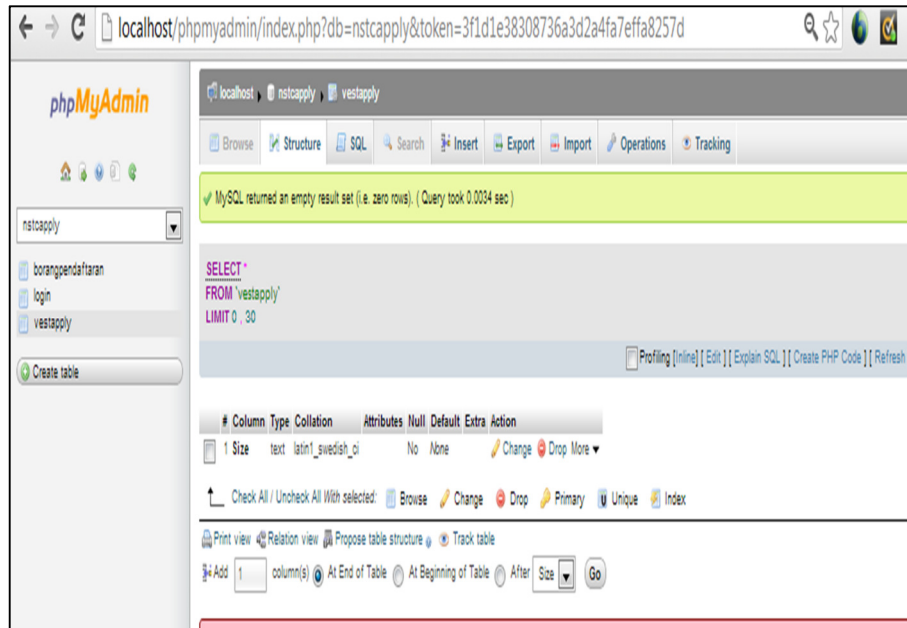 localhost/phpmyadmin/index.php?db=nstcapply&token=3f1d1e38308736a3d2a4fa7effa8257d
phpMyAdmin
nstcapply
borangpendaftaran
login
vestapply
Create table
localhost nstcapply vestapply
Browse Structure SQL Search Insert Export Import Operations Tracking
MySQL returned an empty result set (i.e. zero rows). ( Query took 0.0034 sec )
SELECT *
FROM `vestapply`
LIMIT 0 , 30
Profiling [Inline] [ Edit ] [ Explain SQL ] [ Create PHP Code ] [ Refresh
# Column Type Collation Attributes Null Default Extra Action
1 Size text latin1_swedish_ci No None Change Drop More
Check All / Uncheck All With selected: Browse Change Drop Primary Unique Index
Print view Relation view Propose table structure Track table
Add 1 column(s) At End of Table At Beginning of Table After Size Go